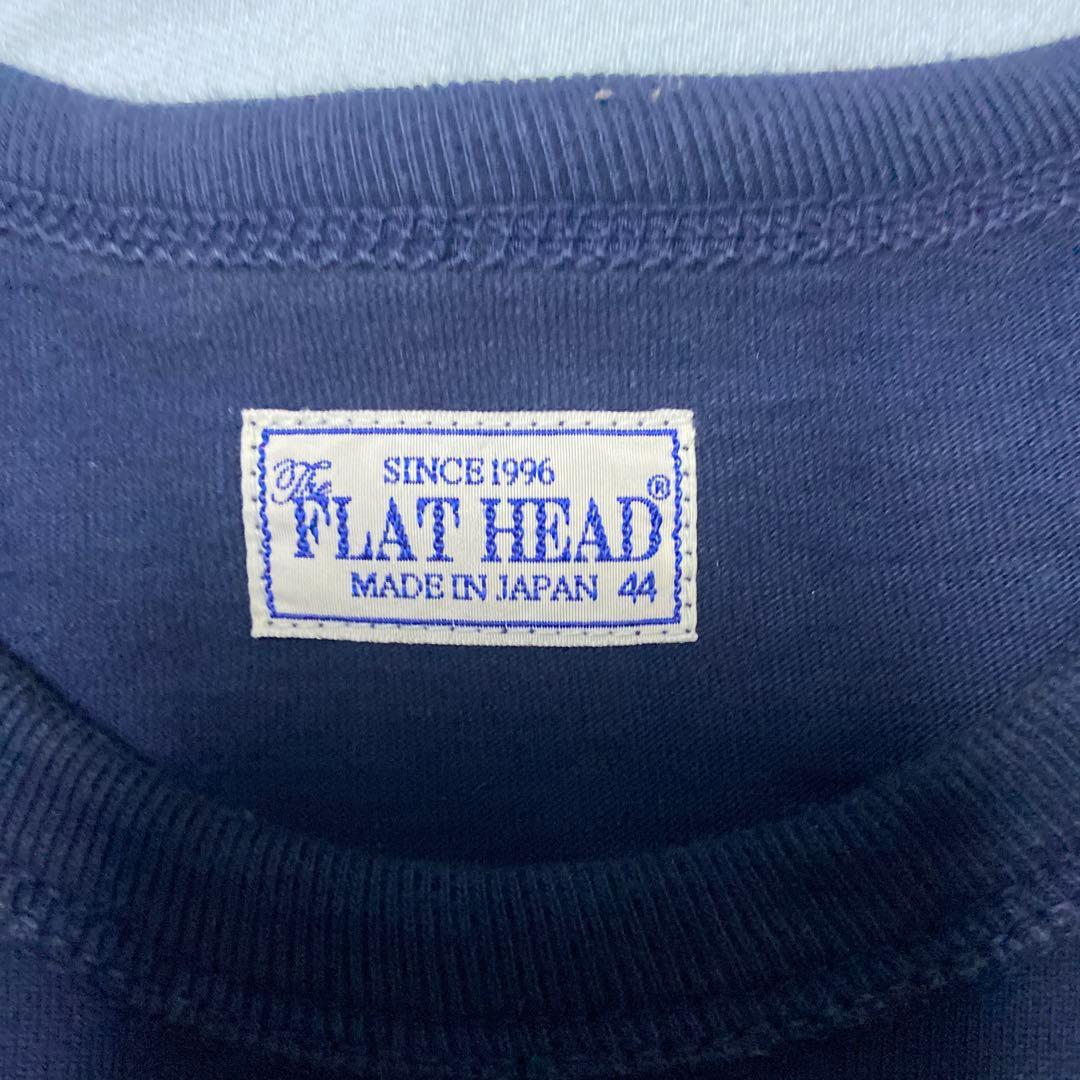 SINCE 1996
The
FLAT HEAD®
MADE IN JAPAN 44